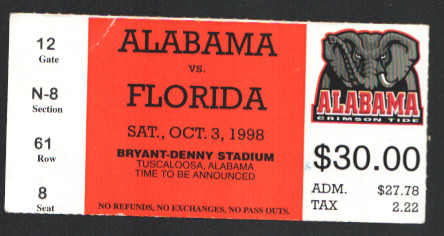 12
Gate
N-8
Section
61
Row
8
Seat
ALABAMA
vs.
FLORIDA
SAT., OCT. 3, 1998
BRYANT-DENNY STADIUM
TUSCALOOSA, ALABAMA
TIME TO BE ANNOUNCED
NO REFUNDS, NO EXCHANGES, NO PASS OUTS.
ALABAMA
CRIMSON TIDE
$30.00
ADM. $27.78
TAX 2.22